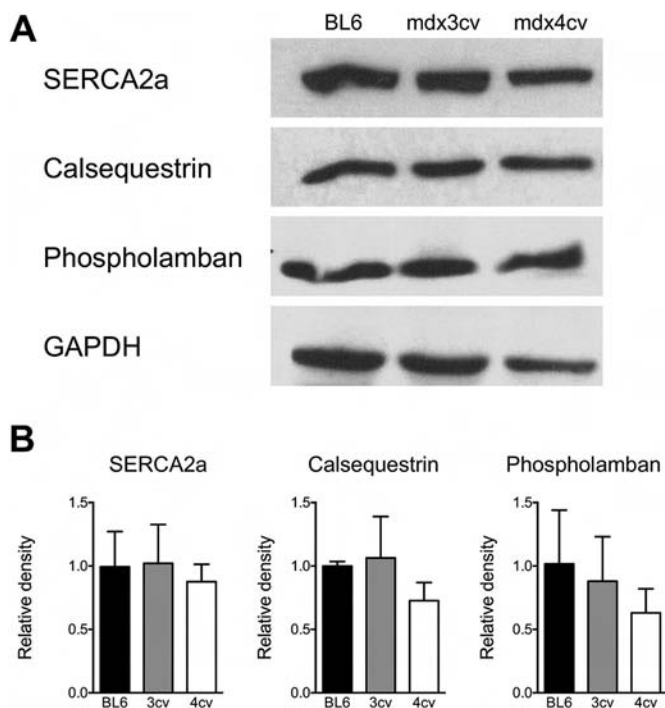 A
BL6 mdx3cv mdx4cv
SERCA2a
Calsequestrin
Phospholamban
GAPDH
B
SERCA2a
Relative density
1.5
1.0
0.5
0.0
BL6 3cv 4cv
Calsequestrin
Relative density
1.5
1.0
0.5
0.0
BL6 3cv 4cv
Phospholamban
Relative density
1.5
1.0
0.5
0.0
BL6 3cv 4cv